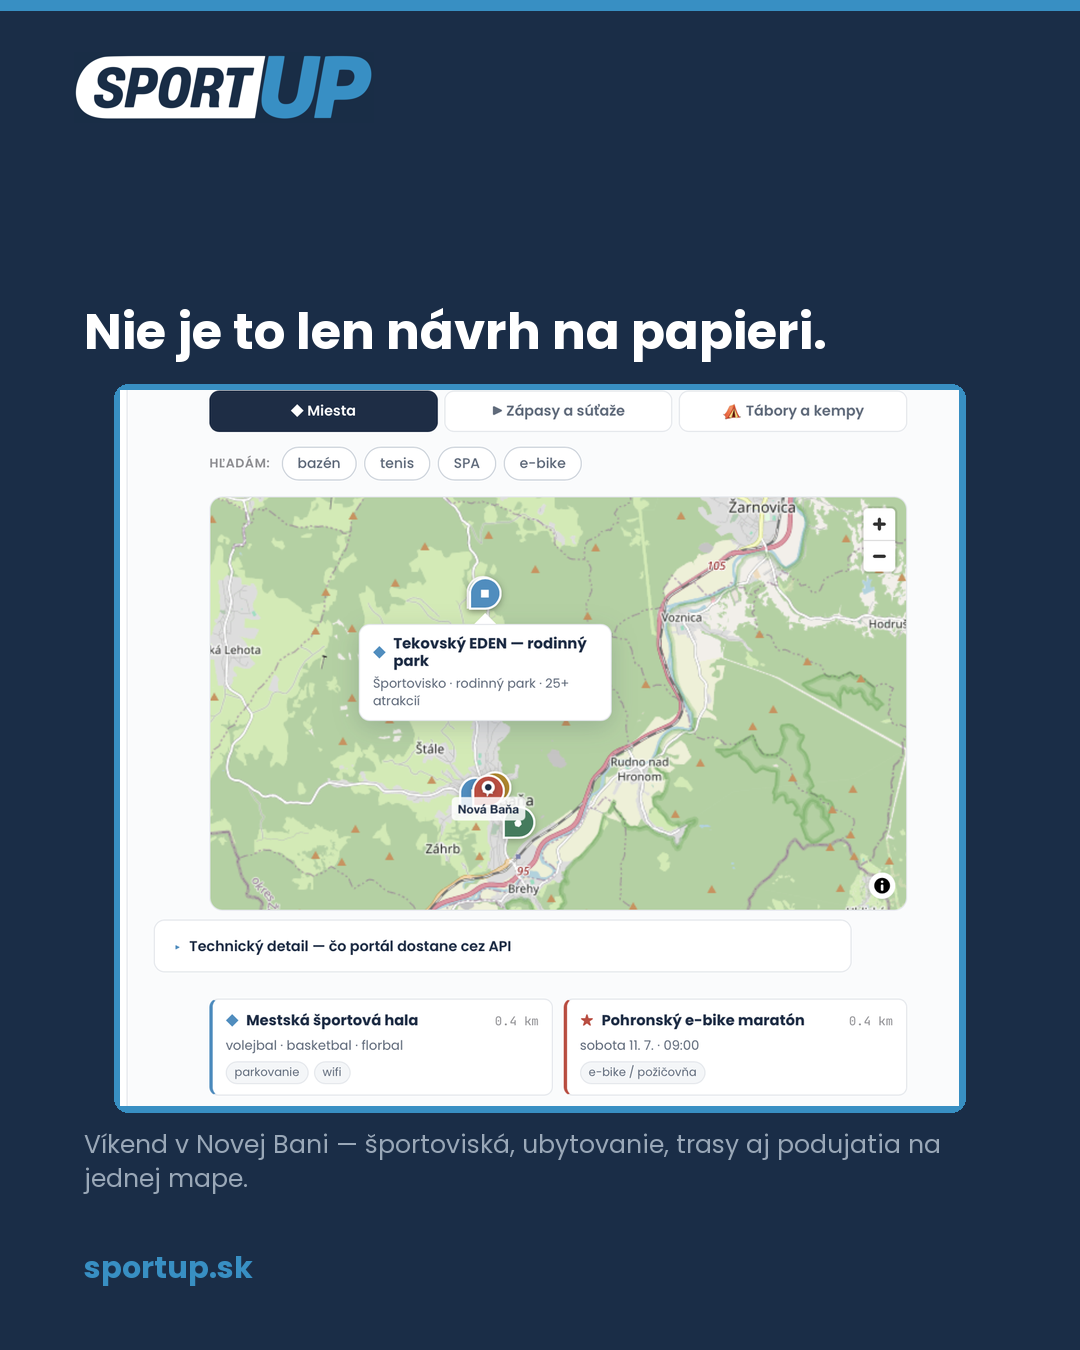 SPORTUP
Nie je to len návrh na papieri.
Miesta
Zápasy a súťaže
Tábory a kempy
HĽADÁM:
bazén
tenis
SPA
e-bike
Žarnovica
105
Voznica
Hodruš
ká Lehota
Tekovský EDEN — rodinný
park
Športovisko · rodinný park · 25+
atrakcií
Štále
Rudno nad
Hronom
Nová Baňa
Záhrb
95
Brehy
Technický detail — čo portál dostane cez API
Mestská športová hala
0.4 km
volejbal · basketbal · florbal
parkovanie
wifi
Pohronský e-bike maratón
0.4 km
sobota 11. 7. · 09:00
e-bike / požičovňa
Víkend v Novej Bani — športoviská, ubytovanie, trasy aj podujatia na
jednej mape.
sportup.sk